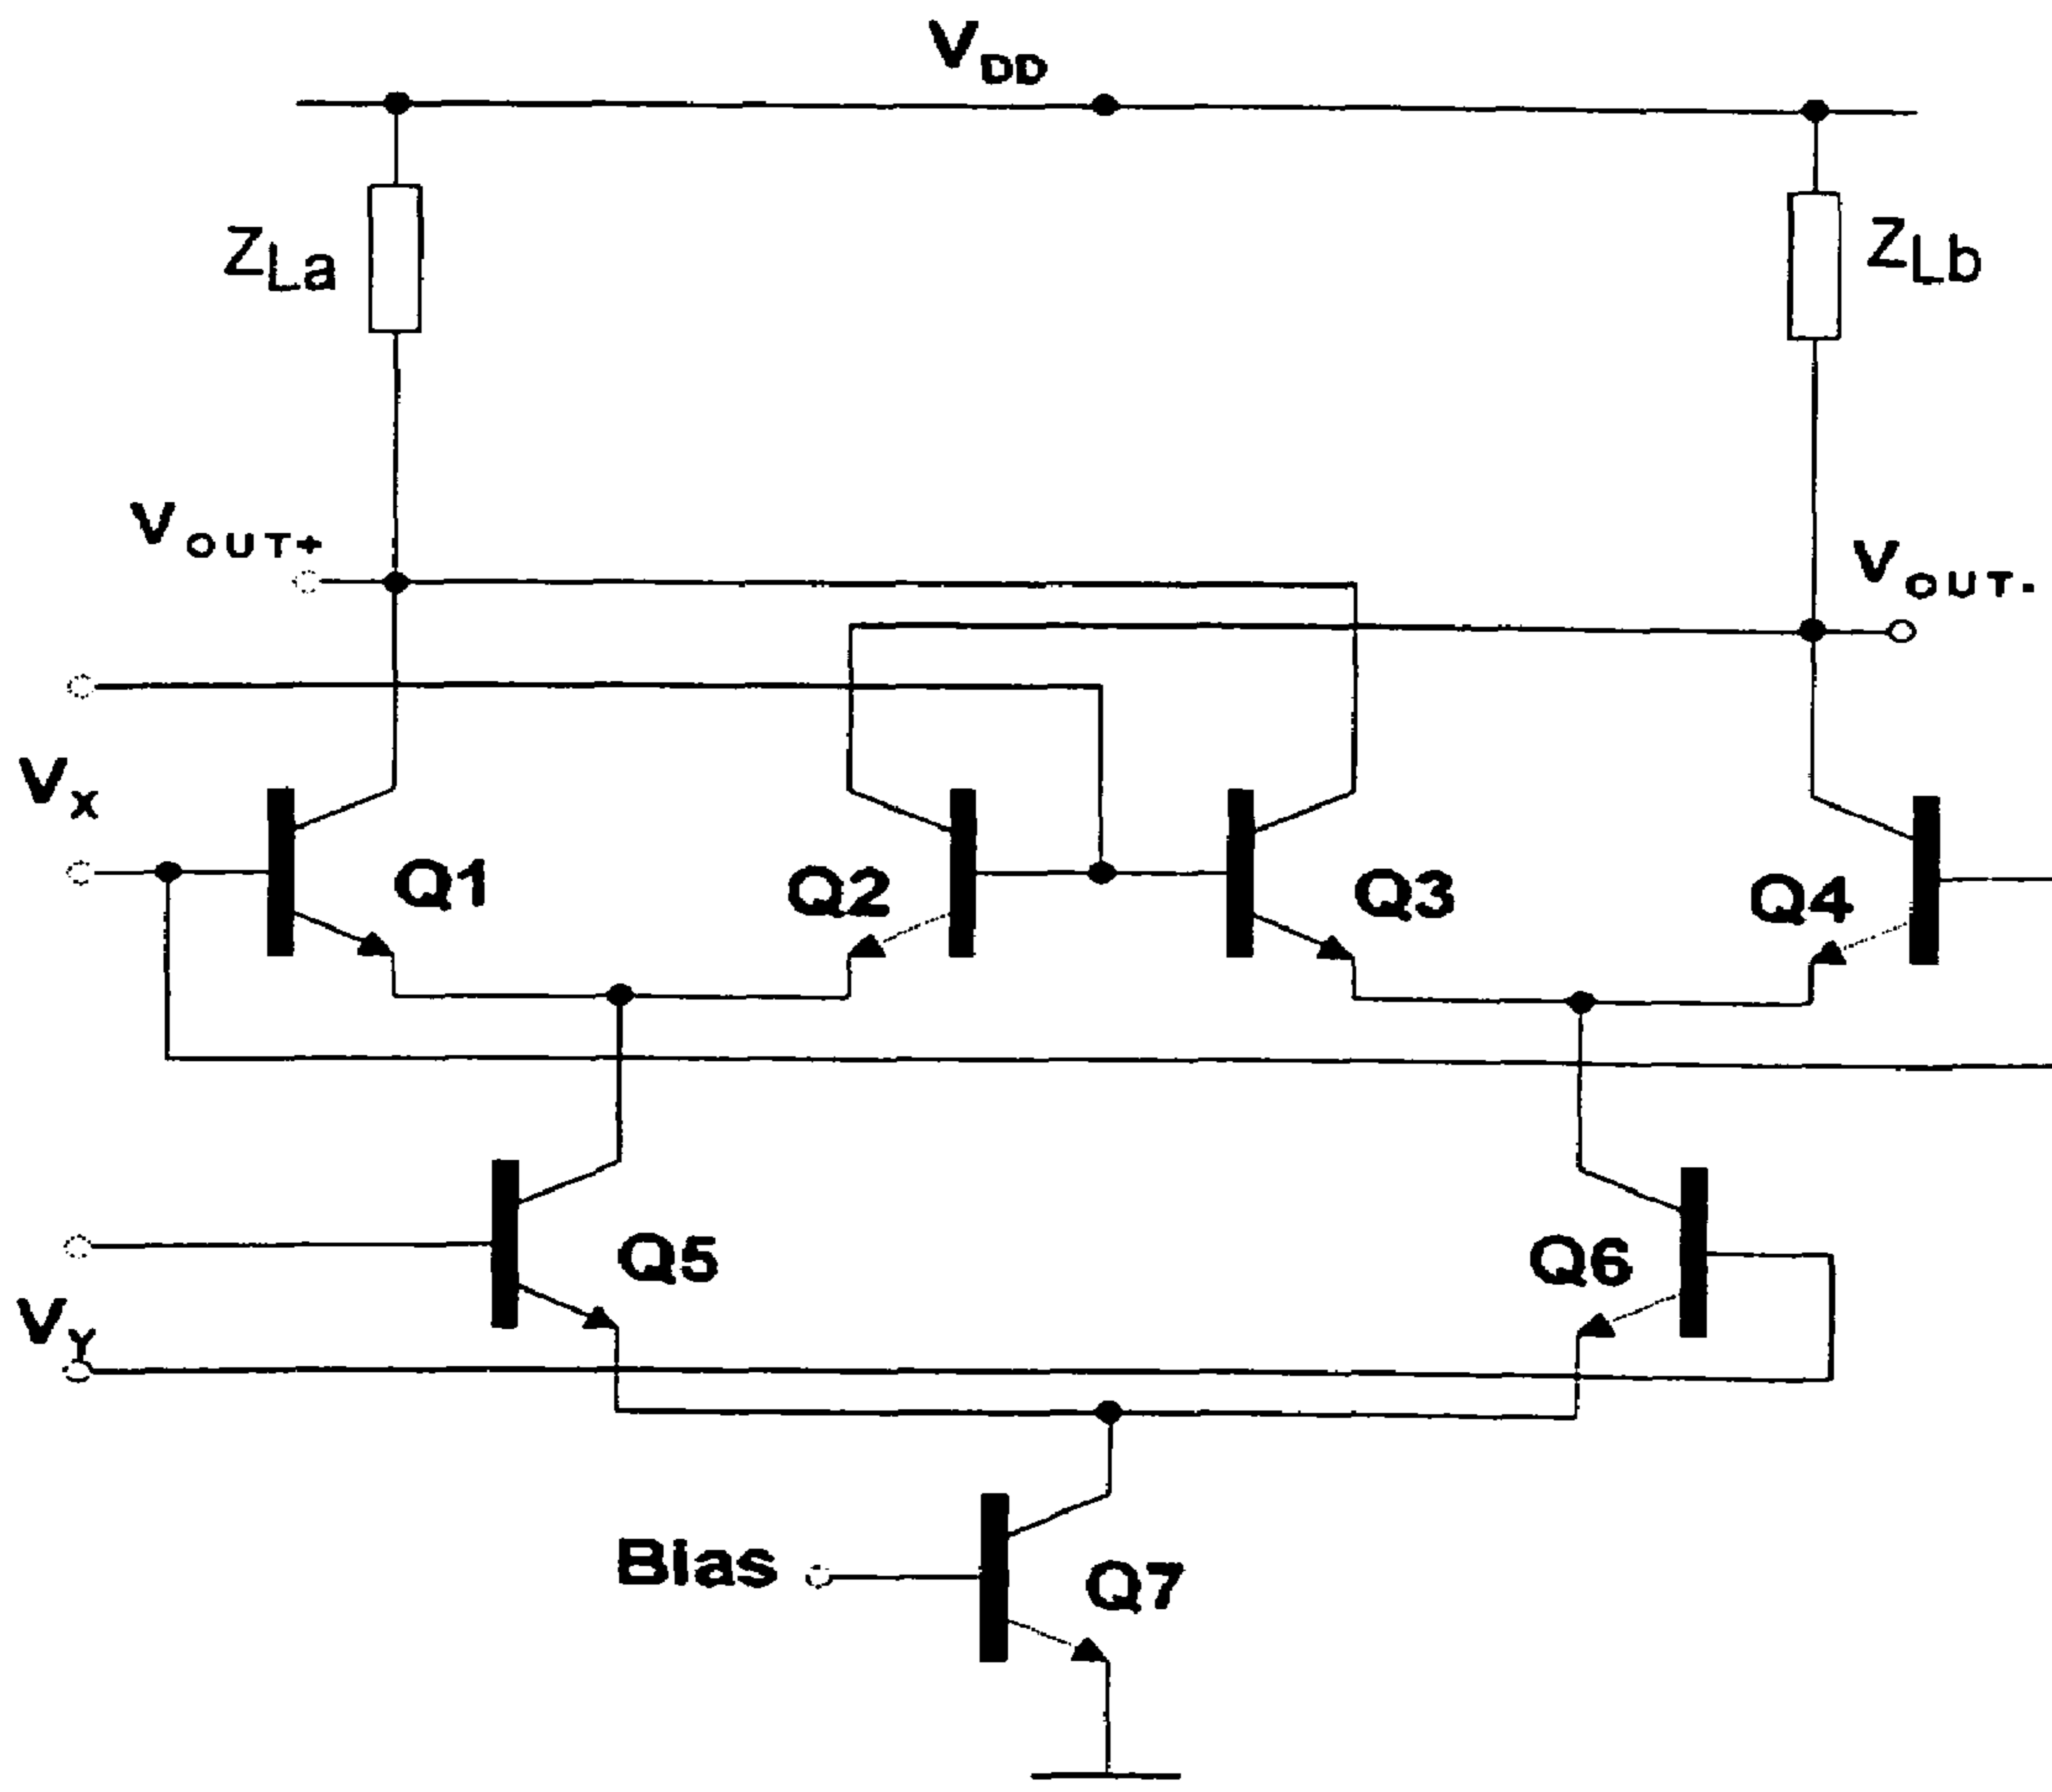 VDD
ZLa
ZLb
VOUT+
VOUT-
VX
Q1
Q2
Q3
Q4
Q5
Q6
VY
Bias
Q7